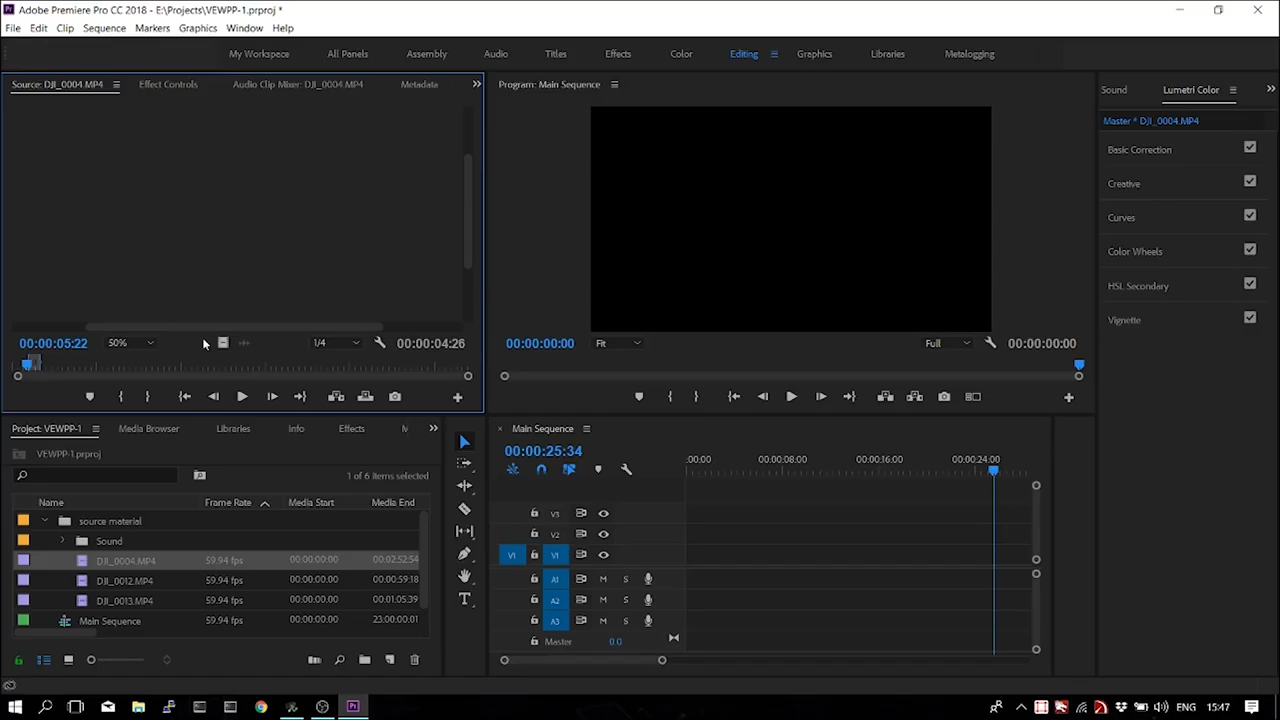 Adobe Premiere Pro CC 2018 - E:\Projects\VEWPP-1.prproj *
File Edit Clip Sequence Markers Graphics Window Help
My Workspace All Panels Assembly Audio Titles Effects Color Editing Graphics Libraries Metalogging
Source: DJI_0004.MP4 Effect Controls Audio Clip Mixer: DJI_0004.MP4 Metadata
Program: Main Sequence
Sound Lumetri Color
Master * DJI_0004.MP4
Basic Correction
Creative
Curves
Color Wheels
HSL Secondary
Vignette
00:00:05:22 50% 1/4 00:00:04:26
00:00:00:00 Fit Full 00:00:00:00
Project: VEWPP-1 Media Browser Libraries Info Effects M
VEWPP-1.prproj
1 of 6 items selected
Name Frame Rate Media Start Media End
source material
Sound
DJI_0004.MP4 59.94 fps 00:00:00:00 00:02:52:54
DJI_0012.MP4 59.94 fps 00:00:00:00 00:00:59:18
DJI_0013.MP4 59.94 fps 00:00:00:00 00:01:05:39
Main Sequence 59.94 fps 00:00:00:00 23:00:00:01
Main Sequence
00:00:25:34
:00:00 00:00:08:00 00:00:16:00 00:00:24:00
V3
V2
V1 V1
A1 M S
A2 M S
A3 M S
Master 0.0
ENG 15:47